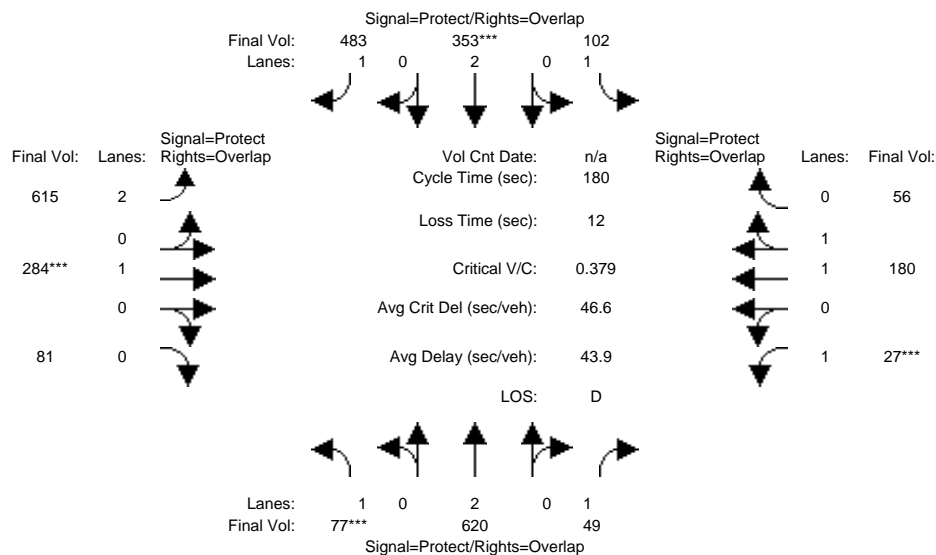 Signal=Protect/Rights=Overlap
Final Vol: 483 353*** 102
Lanes: 1 0 2 0 1
Signal=Protect Signal=Protect
Final Vol: Lanes: Rights=Overlap Vol Cnt Date: n/a Rights=Overlap Lanes: Final Vol:
Cycle Time (sec): 180
615 2 0 56
Loss Time (sec): 12
0 1
284*** 1 Critical V/C: 0.379 1 180
0 Avg Crit Del (sec/veh): 46.6 0
81 0 Avg Delay (sec/veh): 43.9 1 27***
LOS: D
Lanes: 1 0 2 0 1
Final Vol: 77*** 620 49
Signal=Protect/Rights=Overlap